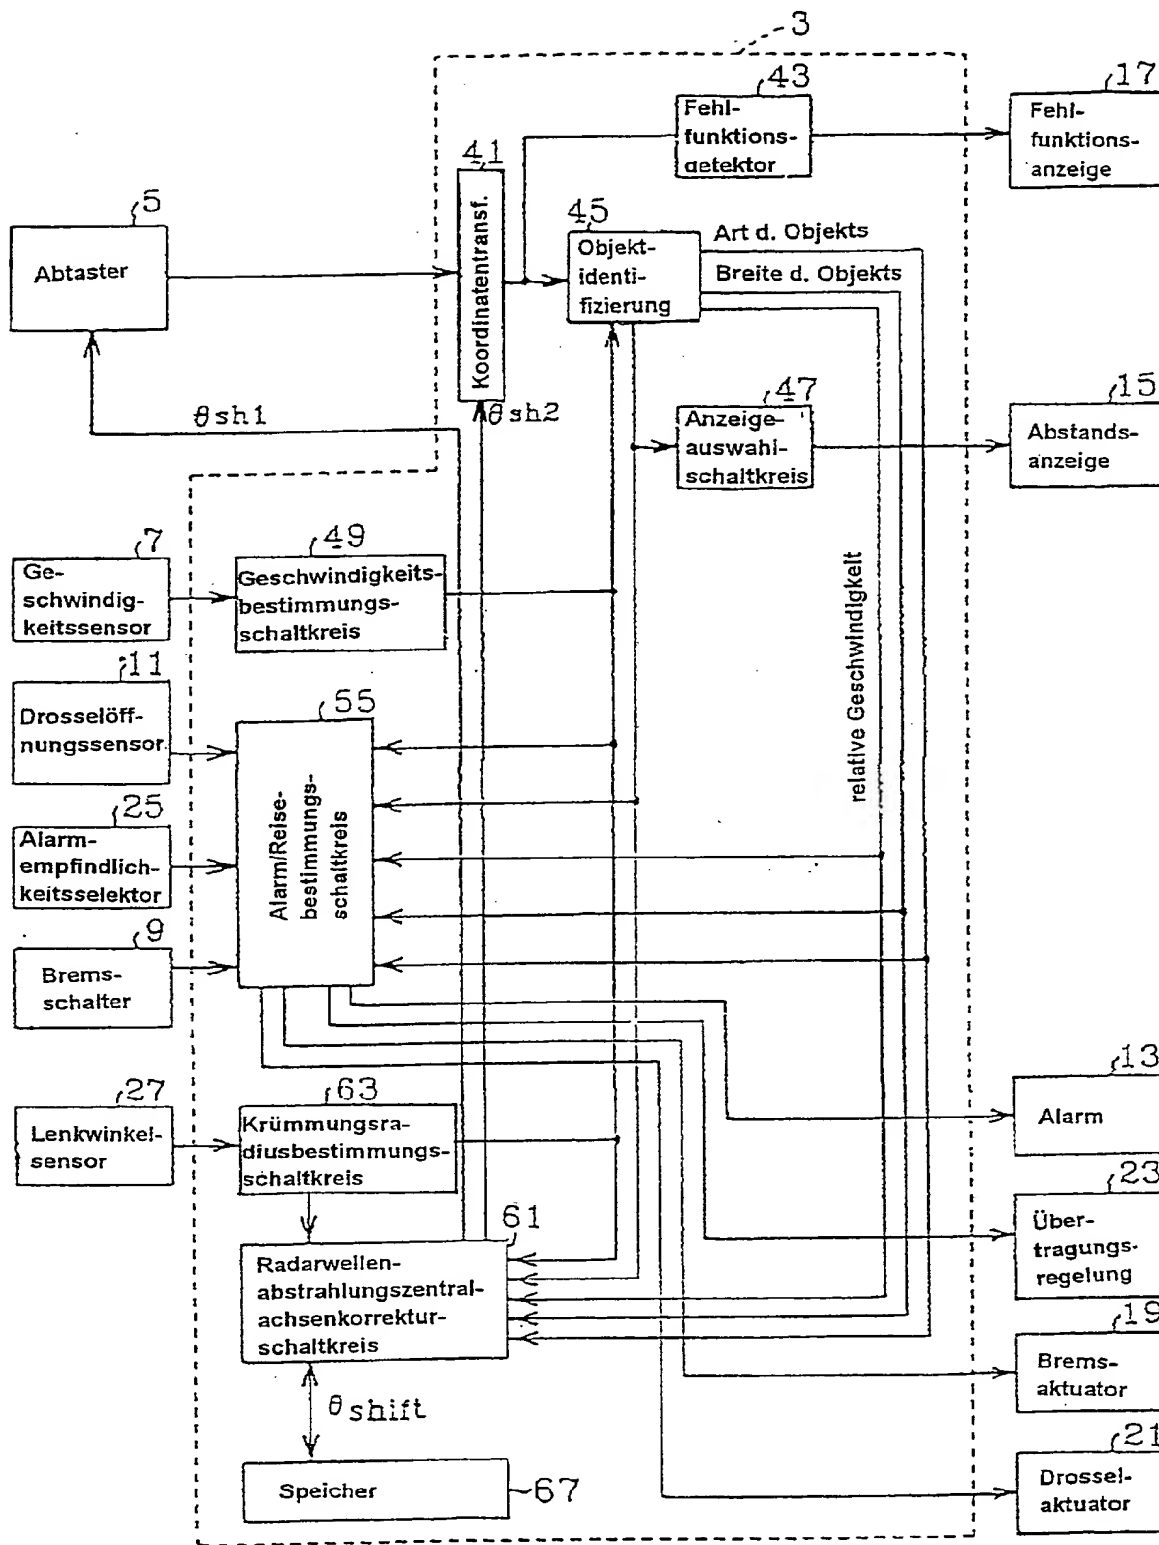 3
43
Fehl-
funktions-
detektor
17
Fehl-
funktions-
anzeige
41
Koordinatentransf.
5
Abtaster
45
Objekt-
identi-
fizierung
Art d. Objekts
Breite d. Objekts
θsh1
θsh2
47
Anzeige-
auswahl-
schaltkreis
15
Abstands-
anzeige
7
Ge-
schwindig-
keitssensor
49
Geschwindigkeits-
bestimmungs-
schaltkreis
relative Geschwindigkeit
11
Drosselöff-
nungssensor
55
Alarm/Reise-
bestimmungs-
schaltkreis
25
Alarm-
empfindlich-
keitsselektor
9
Brems-
schalter
27
Lenkwinkel-
sensor
63
Krümmungsra-
diusbestimmungs-
schaltkreis
13
Alarm
61
Radarwellen-
abstrahlungszentral-
achsenkorrektur-
schaltkreis
23
Über-
tragungs-
regelung
19
Brems-
aktuator
θshift
Speicher
67
21
Drossel-
aktuator